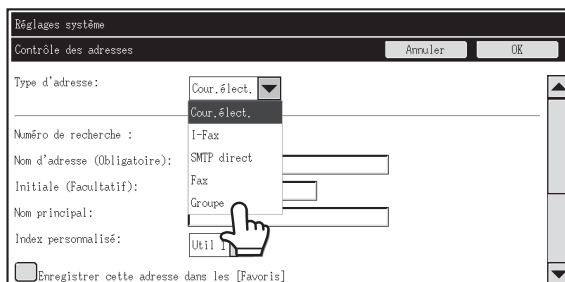 Réglages système
Contrôle des adresses Annuler OK
Type d'adresse: Cour.élect.
Cour.élect.
Numéro de recherche : I-Fax
Nom d'adresse (Obligatoire): SMTP direct
Initiale (Facultatif): Fax
Groupe
Nom principal:
Index personnalisé: Util
Enregistrer cette adresse dans les [Favoris]